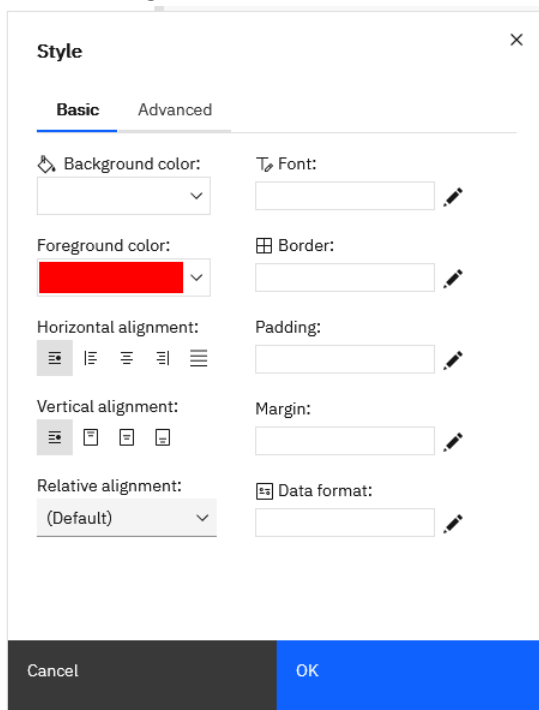 Style
Basic
Advanced
Background color:
Font:
Foreground color:
Border:
Horizontal alignment:
Padding:
Vertical alignment:
Margin:
Relative alignment:
(Default)
Data format:
Cancel
OK